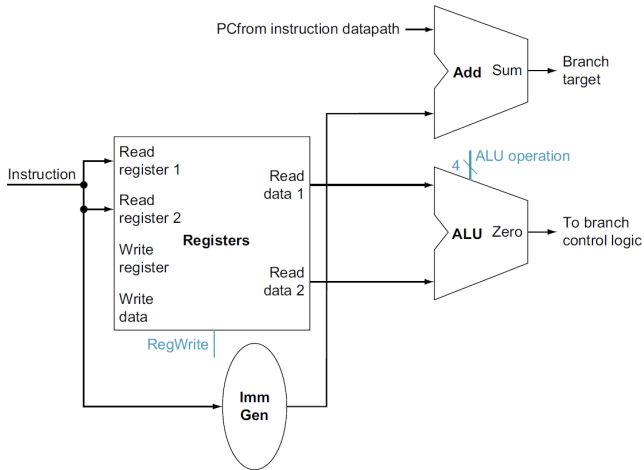 PCfrom instruction datapath
Add Sum
Branch
target
Instruction
Read
register 1
Read
register 2
Write
register
Write
data
Registers
Read
data 1
Read
data 2
RegWrite
4
ALU operation
ALU Zero
To branch
control logic
Imm
Gen